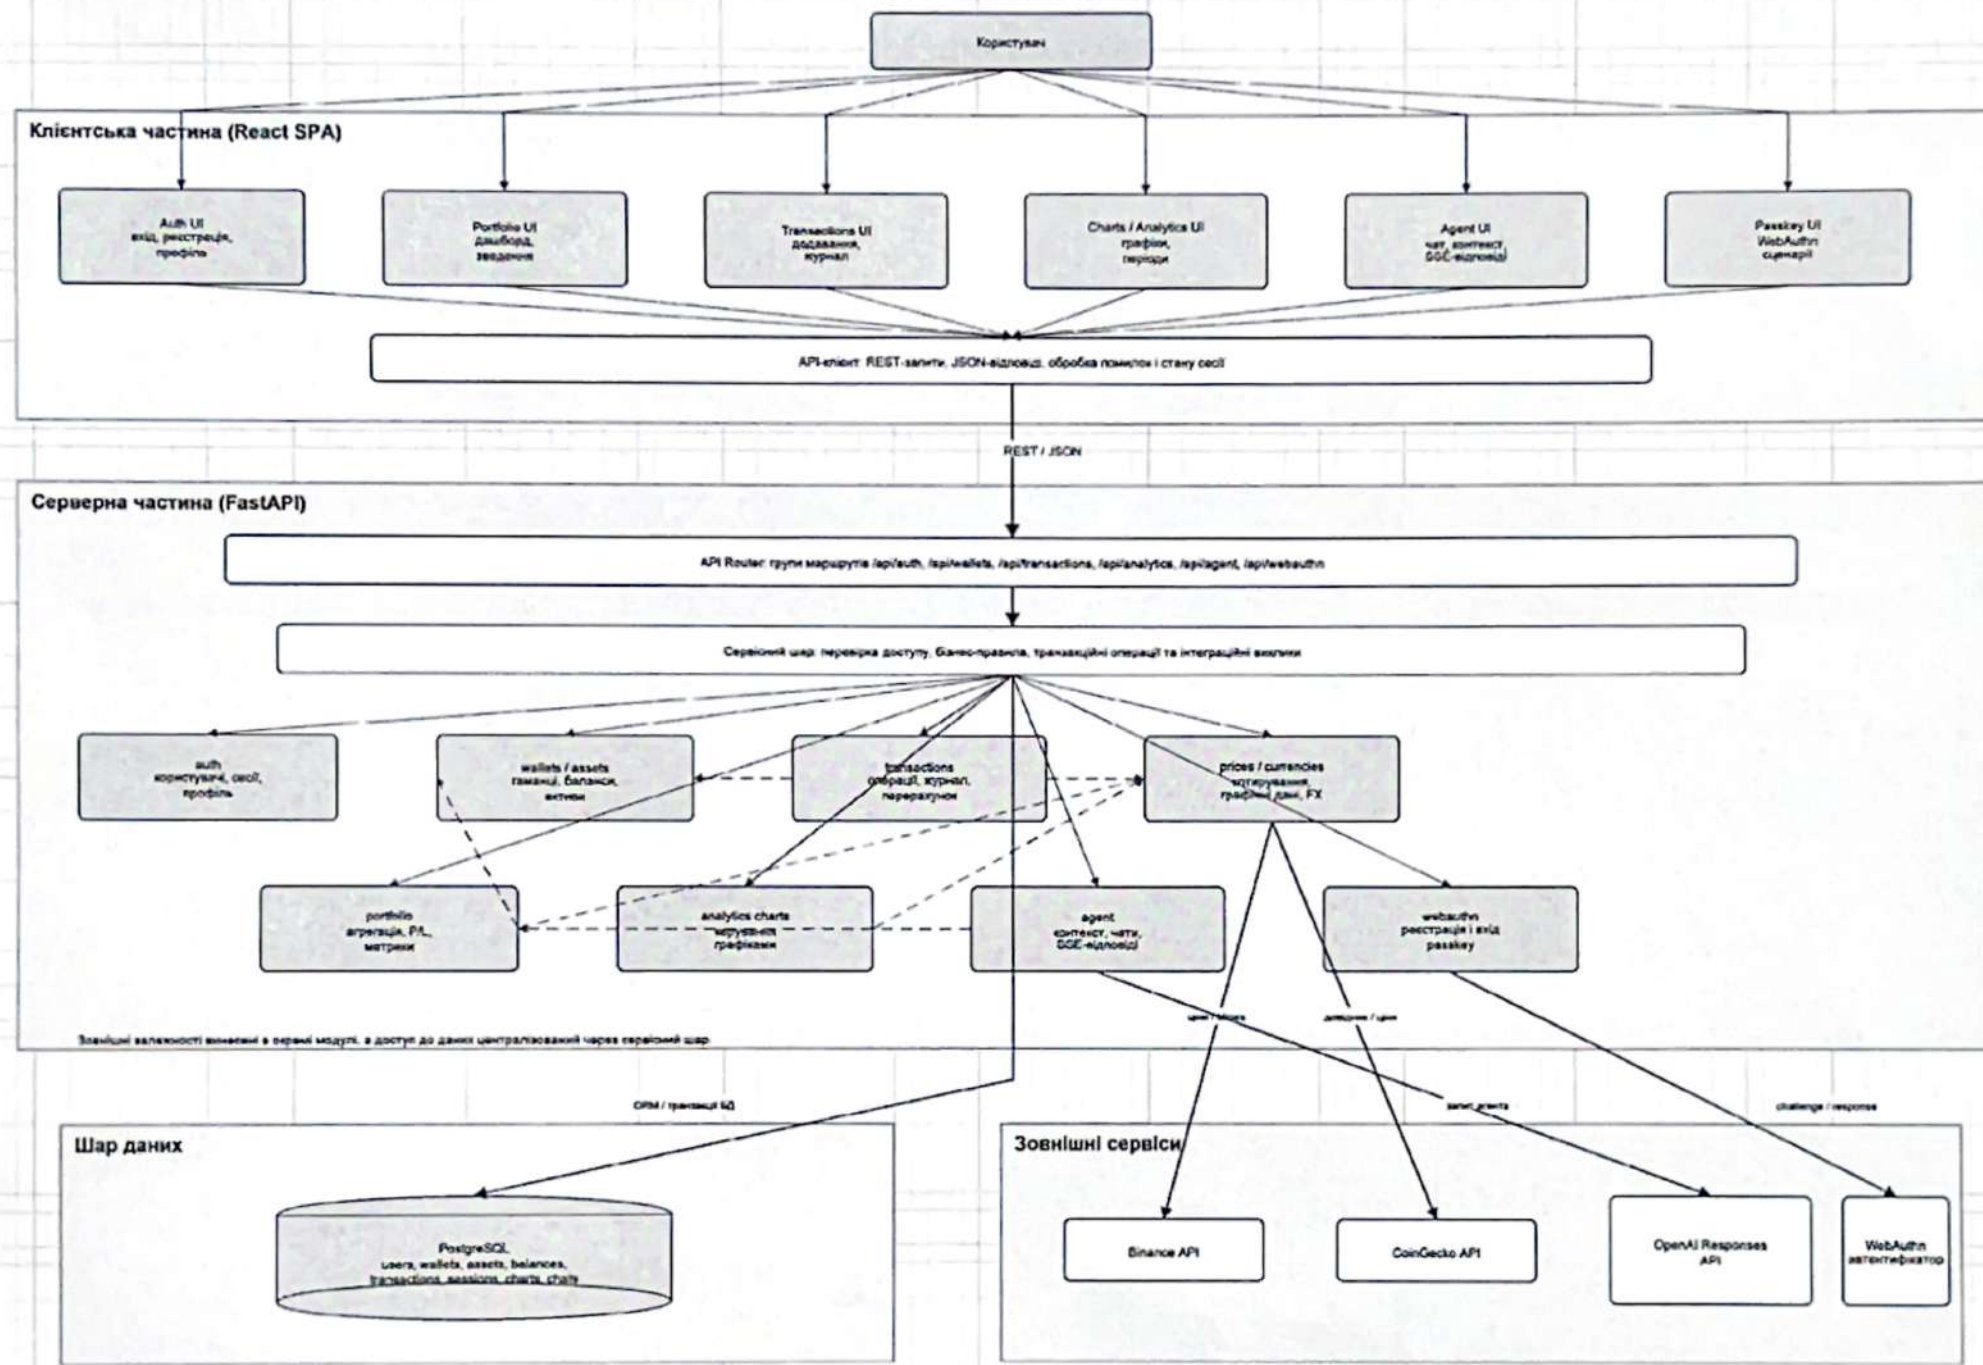 Користувач
Клієнтська частина (React SPA)
Auth UI
вхід, реєстрація,
профіль
Portfolio UI
дашборд,
зведення
Transactions UI
додавання,
журнал
Charts / Analytics UI
графіки,
періоди
Agent UI
чат, контекст,
SSE-відповіді
Passkey UI
WebAuthn
сценарії
API-клієнт: REST-запити, JSON-відповіді, обробка помилок і стану сесії
REST / JSON
Серверна частина (FastAPI)
API Router: групи маршрутів /api/auth, /api/wallets, /api/transactions, /api/analytics, /api/agent, /api/webauthn
Сервісний шар: перевірка доступу, бізнес-правила, транзакційні операції та інтеграційні виклики
auth
користувачі, сесії,
профіль
wallets / assets
гаманці, баланси,
активи
transactions
операції, журнал,
перерахунок
prices / currencies
котирування,
графічні дані, FX
portfolio
агрегація, P/L,
метрики
analytics charts
керування
графіками
agent
контекст, чати,
SSE-відповіді
webauthn
реєстрація і вхід
passkey
ціни /
довідник / ціни
Зовнішні залежності винесені в окремі модулі, а доступ до даних централізований через сервісний шар
ORM / транзакції БД
запит агента
challenge / response
Шар даних
PostgreSQL
users, wallets, assets, balances,
transactions, sessions, charts, chats
Зовнішні сервіси
Binance API
CoinGecko API
OpenAI Responses
API
WebAuthn
автентифікатор